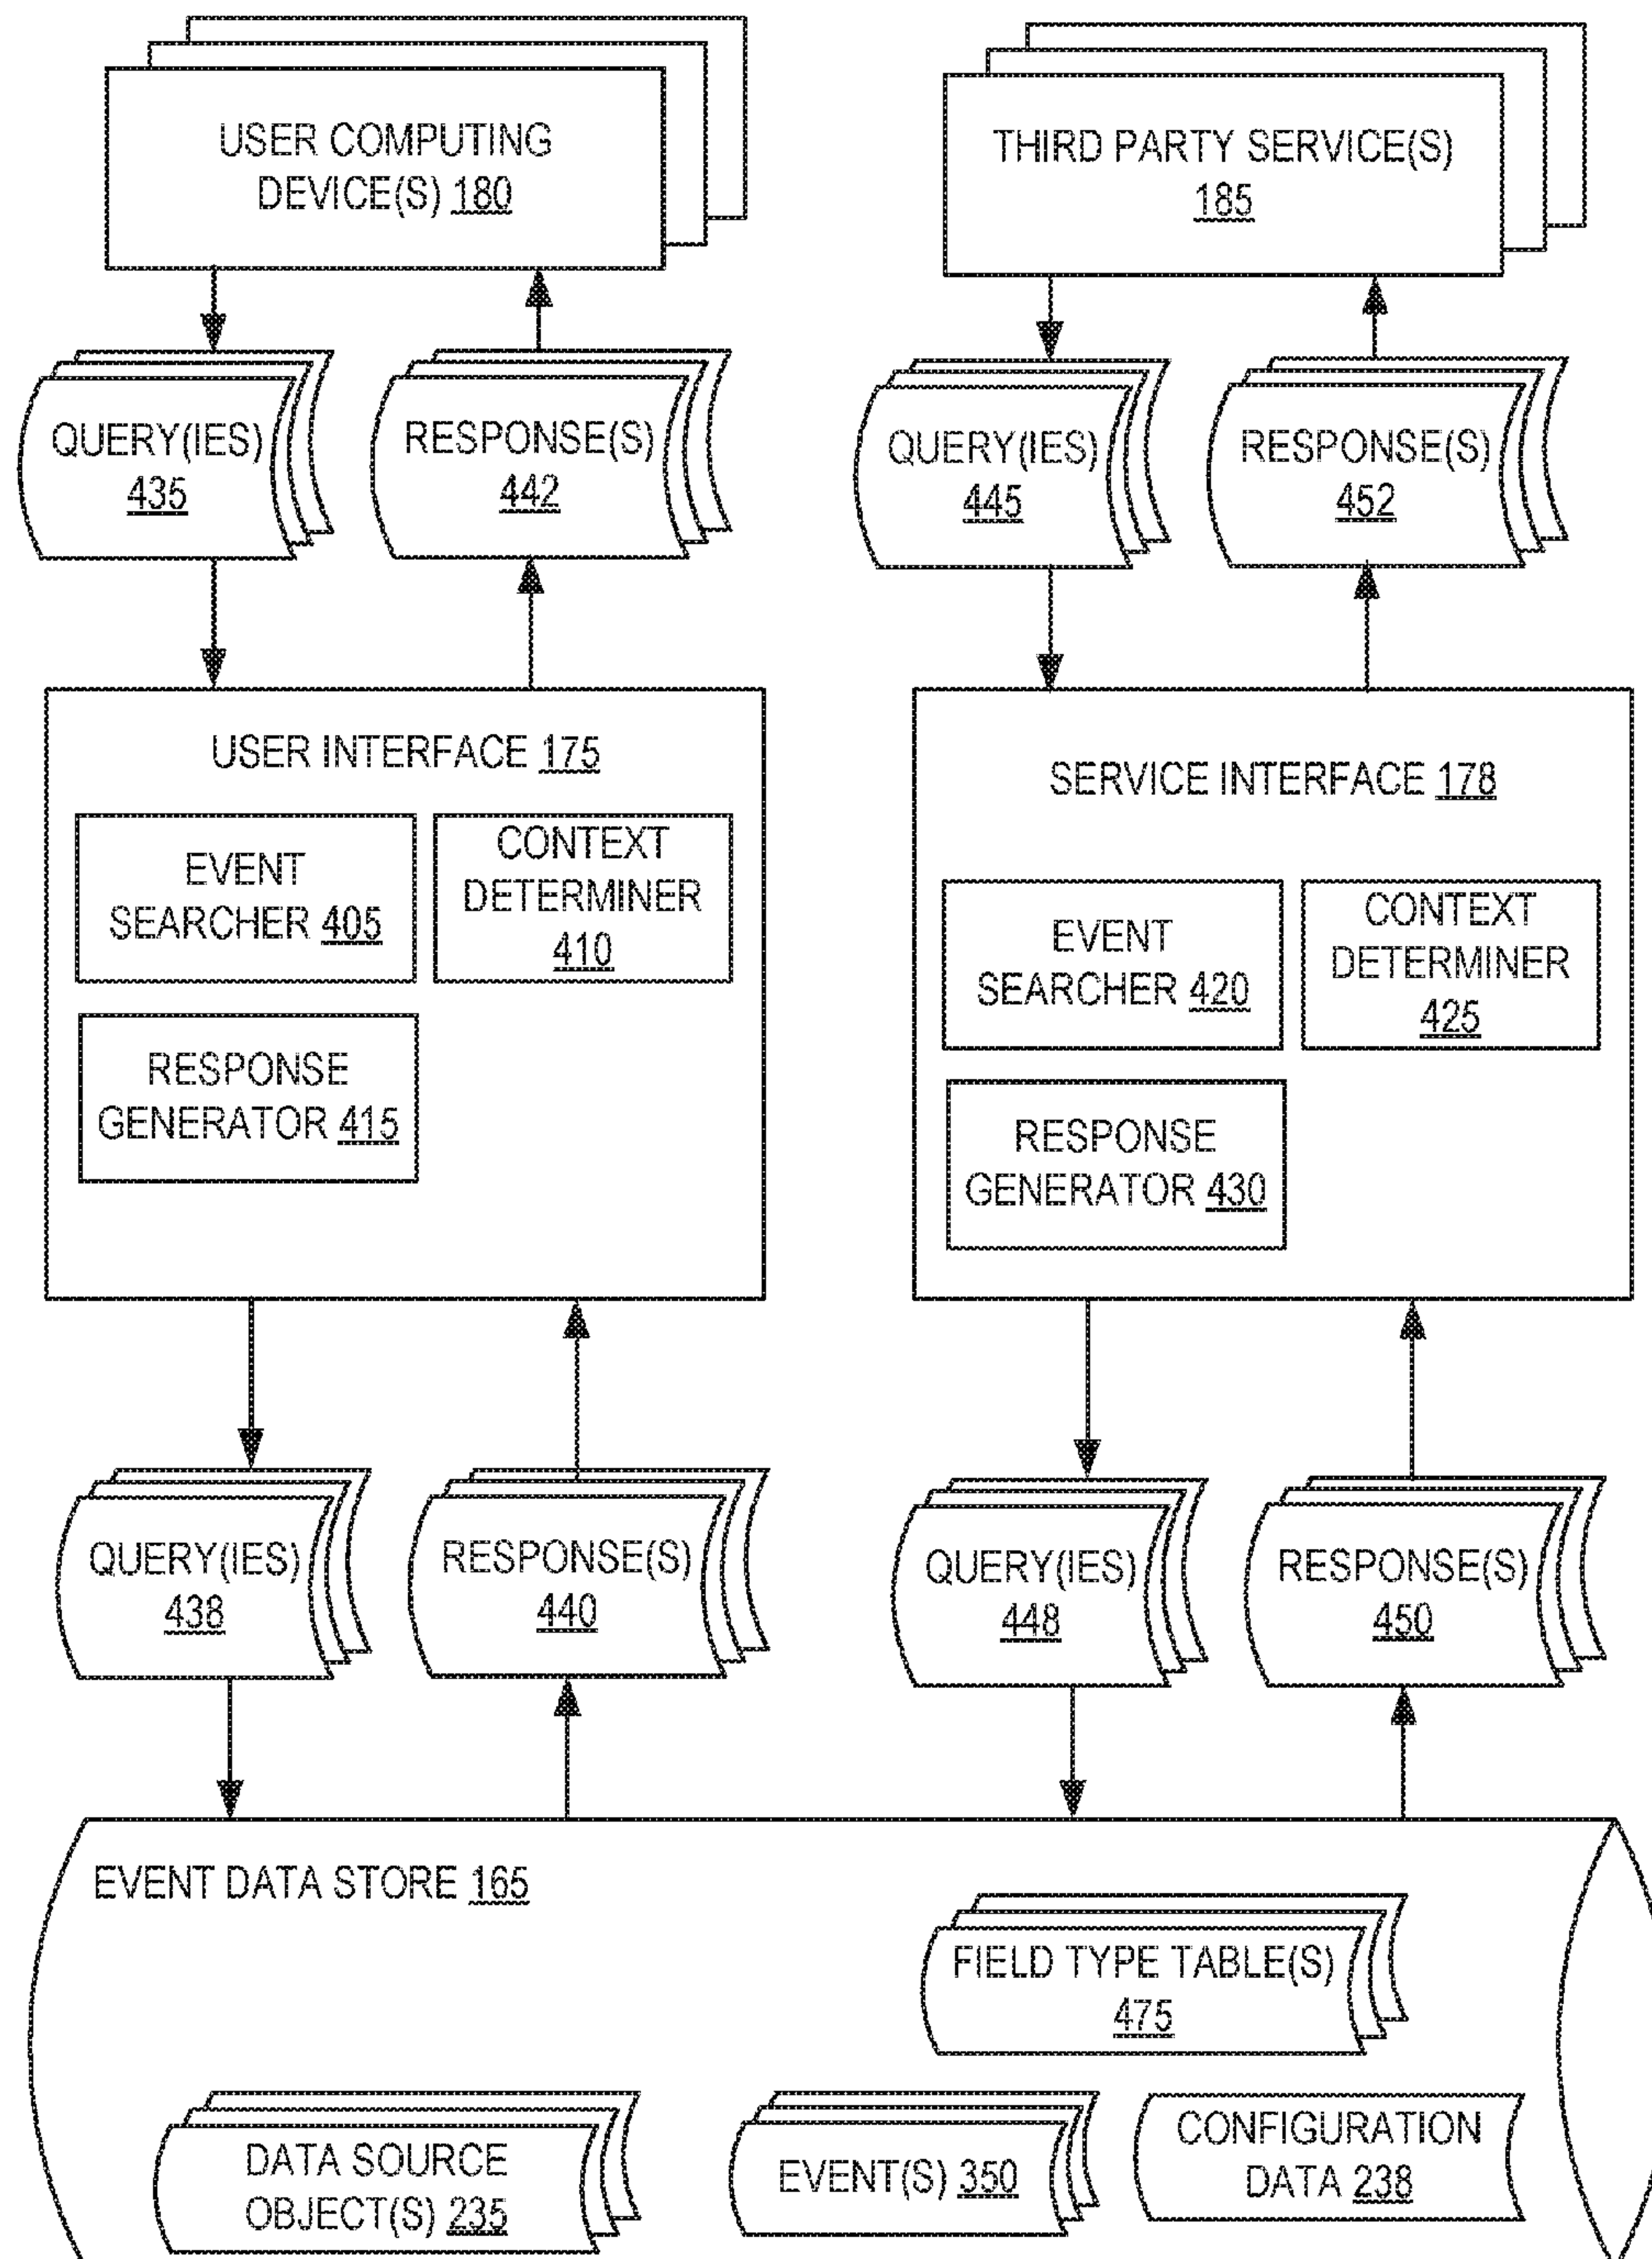 USER COMPUTING
DEVICE(S) 180
THIRD PARTY SERVICE(S)
185
QUERY(IES)
435
RESPONSE(S)
442
QUERY(IES)
445
RESPONSE(S)
452
USER INTERFACE 175
EVENT
SEARCHER 405
CONTEXT
DETERMINER
410
RESPONSE
GENERATOR 415
SERVICE INTERFACE 178
EVENT
SEARCHER 420
CONTEXT
DETERMINER
425
RESPONSE
GENERATOR 430
QUERY(IES)
438
RESPONSE(S)
440
QUERY(IES)
448
RESPONSE(S)
450
EVENT DATA STORE 165
FIELD TYPE TABLE(S)
475
DATA SOURCE
OBJECT(S) 235
EVENT(S) 350
CONFIGURATION
DATA 238